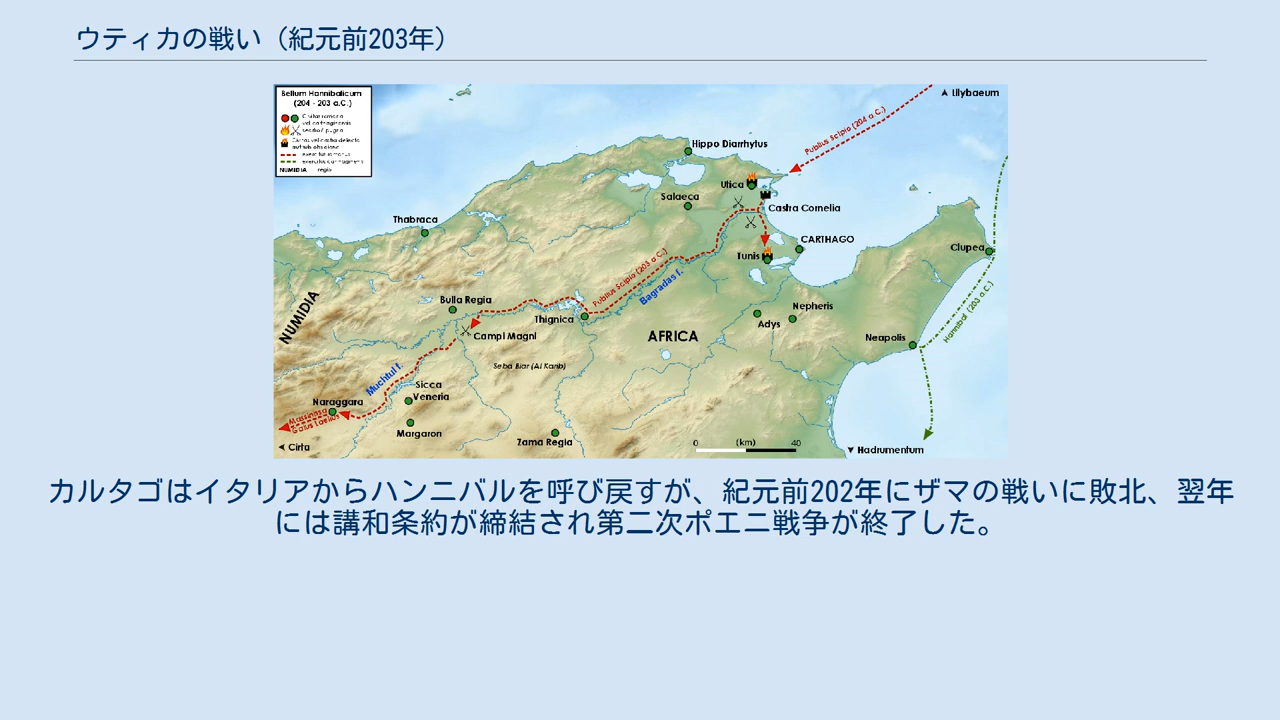 ウティカの戦い（紀元前203年）
Bellum Hannibalicum
(204 - 203 a.C.)
NUMIDIA regio
Lilybaeum
Publius Scipio (204 a.C.)
Hippo Diarrhytus
Utica
Salaeca
Castra Cornelia
Thabraca
CARTHAGO
Clupea
Tunis
Publius Scipio (203 a.C.)
Bagradas f.
Hannibal (203 a.C.)
NUMIDIA
Bulla Regia
Nepheris
Thignica
Adys
Campi Magni
AFRICA
Neapolis
Seba Biar (Al Kanb)
Muchtul f.
Sicca
Veneria
Naraggara
Massinissa
Gaius Laelius
Margaron
Zama Regia
0 (km) 40
Cirta
Hadrumentum
カルタゴはイタリアからハンニバルを呼び戻すが、紀元前202年にザマの戦いに敗北、翌年
には講和条約が締結され第二次ポエニ戦争が終了した。